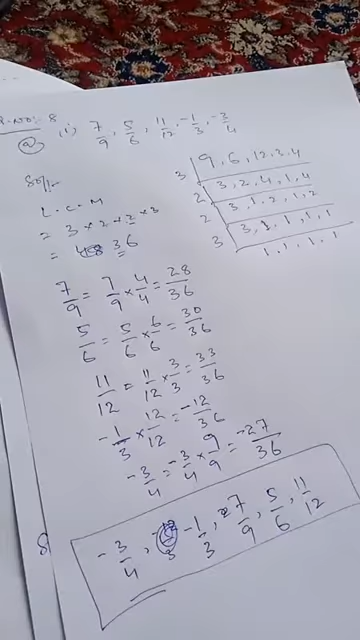 Q.No: 8
(a) (i) 7/9, 5/6, 11/12, -1/3, -3/4
Sol/:-
L.C.M
= 3 × 2 × 2 × 3
= 36
3 | 9, 6, 12, 3, 4
2 | 3, 2, 4, 1, 4
2 | 3, 1, 2, 1, 2
3 | 3, 1, 1, 1, 1
1, 1, 1, 1
7/9 = 7/9 × 4/4 = 28/36
5/6 = 5/6 × 6/6 = 30/36
11/12 = 11/12 × 3/3 = 33/36
-1/3 × 12/12 = -12/36
-3/4 = -3/4 × 9/9 = -27/36
-3/4, -1/3, 7/9, 5/6, 11/12